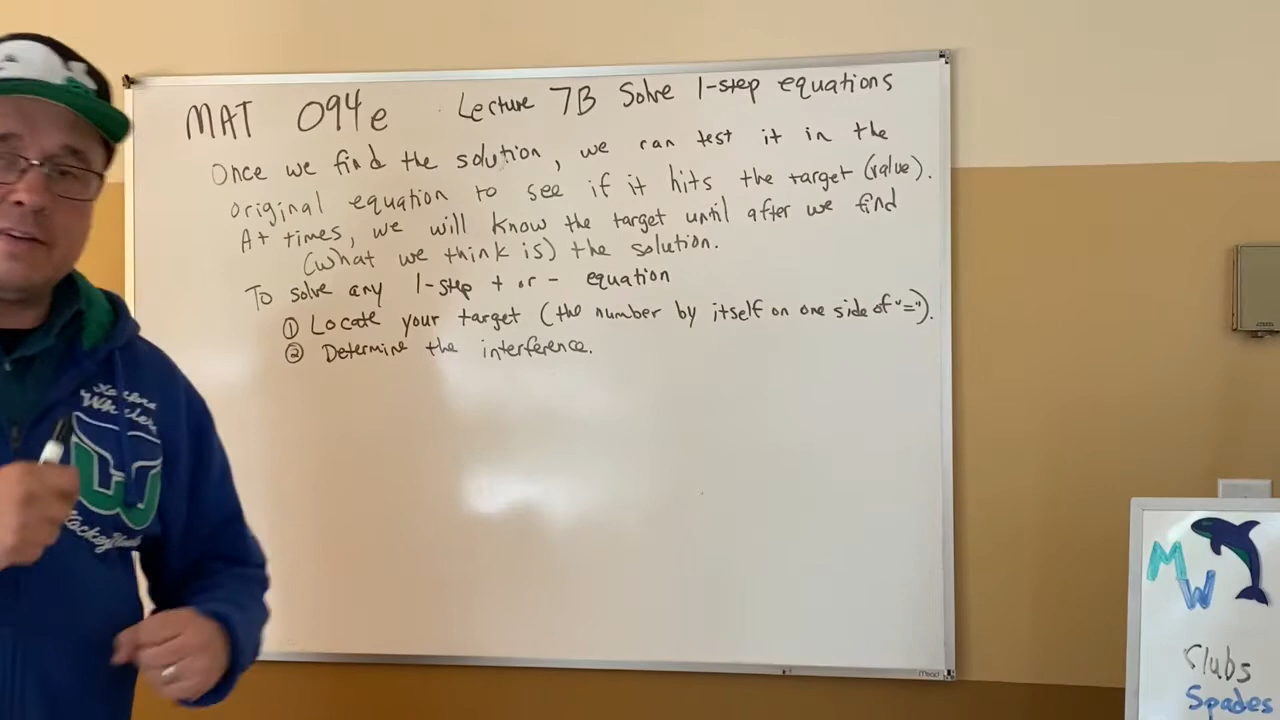 MAT 094e Lecture 7B Solve 1-step equations
Once we find the solution, we can test it in the
original equation to see if it hits the target (value).
At times, we will know the target until after we find
(what we think is) the solution.
To solve any 1-step + or - equation
① Locate your target (the number by itself on one side of "=").
② Determine the interference.
Whalers
W
Hockey
Mead
MW
Clubs
Spades